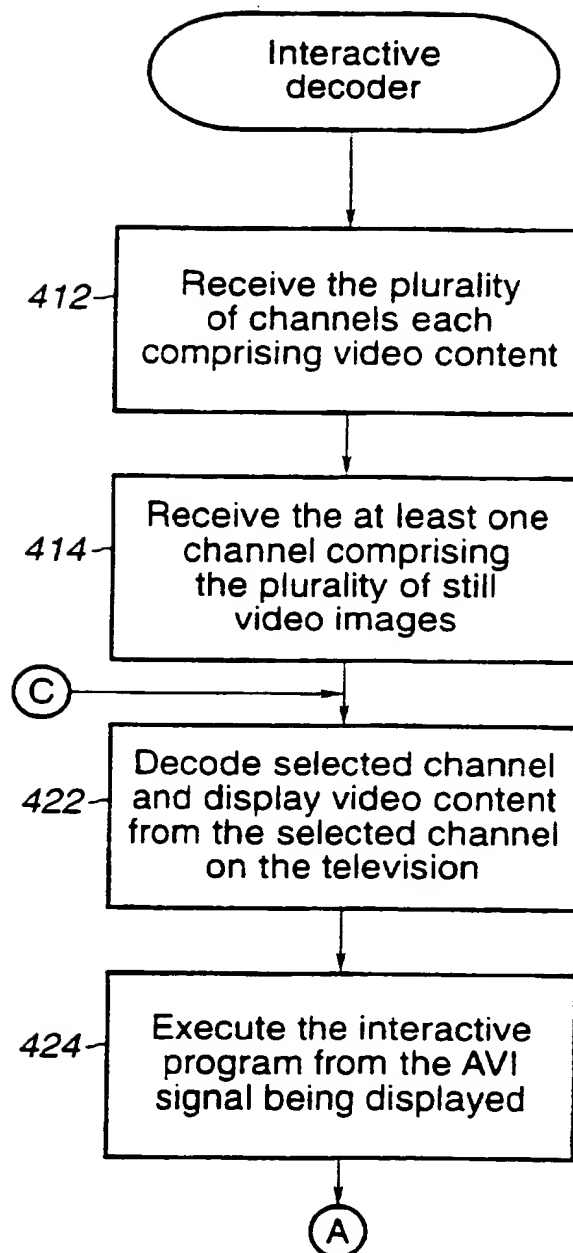 Interactive
decoder
412
Receive the plurality
of channels each
comprising video content
414
Receive the at least one
channel comprising
the plurality of still
video images
C
422
Decode selected channel
and display video content
from the selected channel
on the television
424
Execute the interactive
program from the AVI
signal being displayed
A